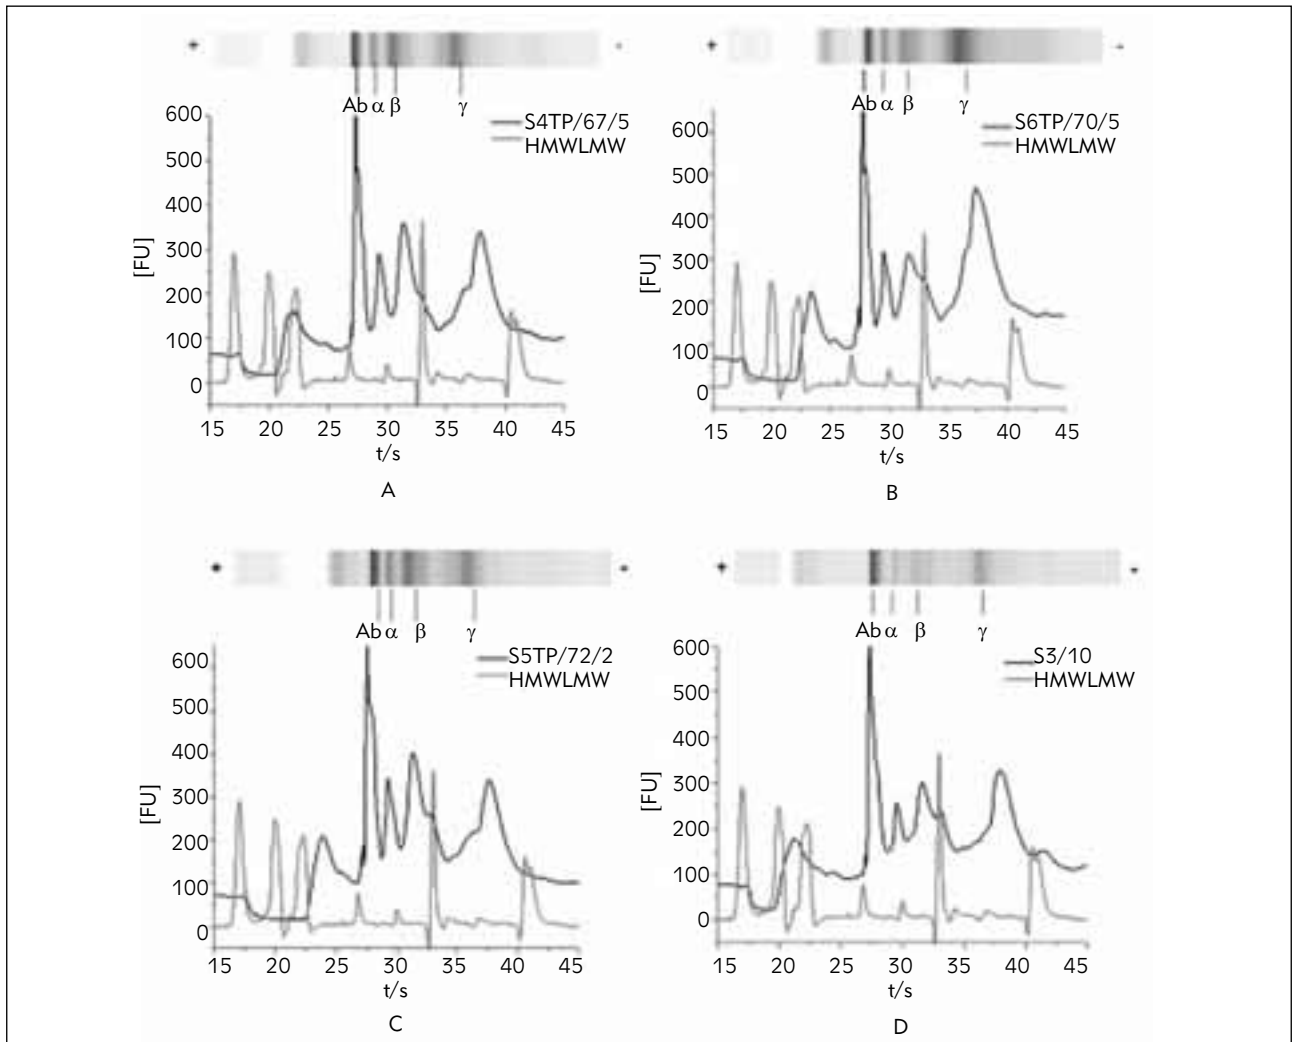 + -
Ab α β γ
S4TP/67/5
HMWLMW
600
500
400
300
200
100
0
[FU]
15 20 25 30 35 40 45
t/s
A
+ -
Ab α β γ
S6TP/70/5
HMWLMW
600
500
400
300
200
100
0
[FU]
15 20 25 30 35 40 45
t/s
B
+ -
Ab α β γ
S5TP/72/2
HMWLMW
600
500
400
300
200
100
0
[FU]
15 20 25 30 35 40 45
t/s
C
+ -
Ab α β γ
S3/10
HMWLMW
600
500
400
300
200
100
0
[FU]
15 20 25 30 35 40 45
t/s
D